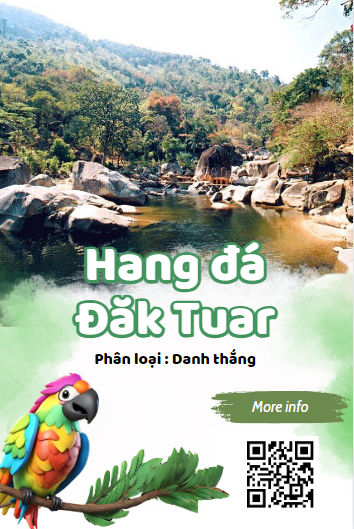 Hang đá
Đăk Tuar
Phân loại : Danh thắng
More info